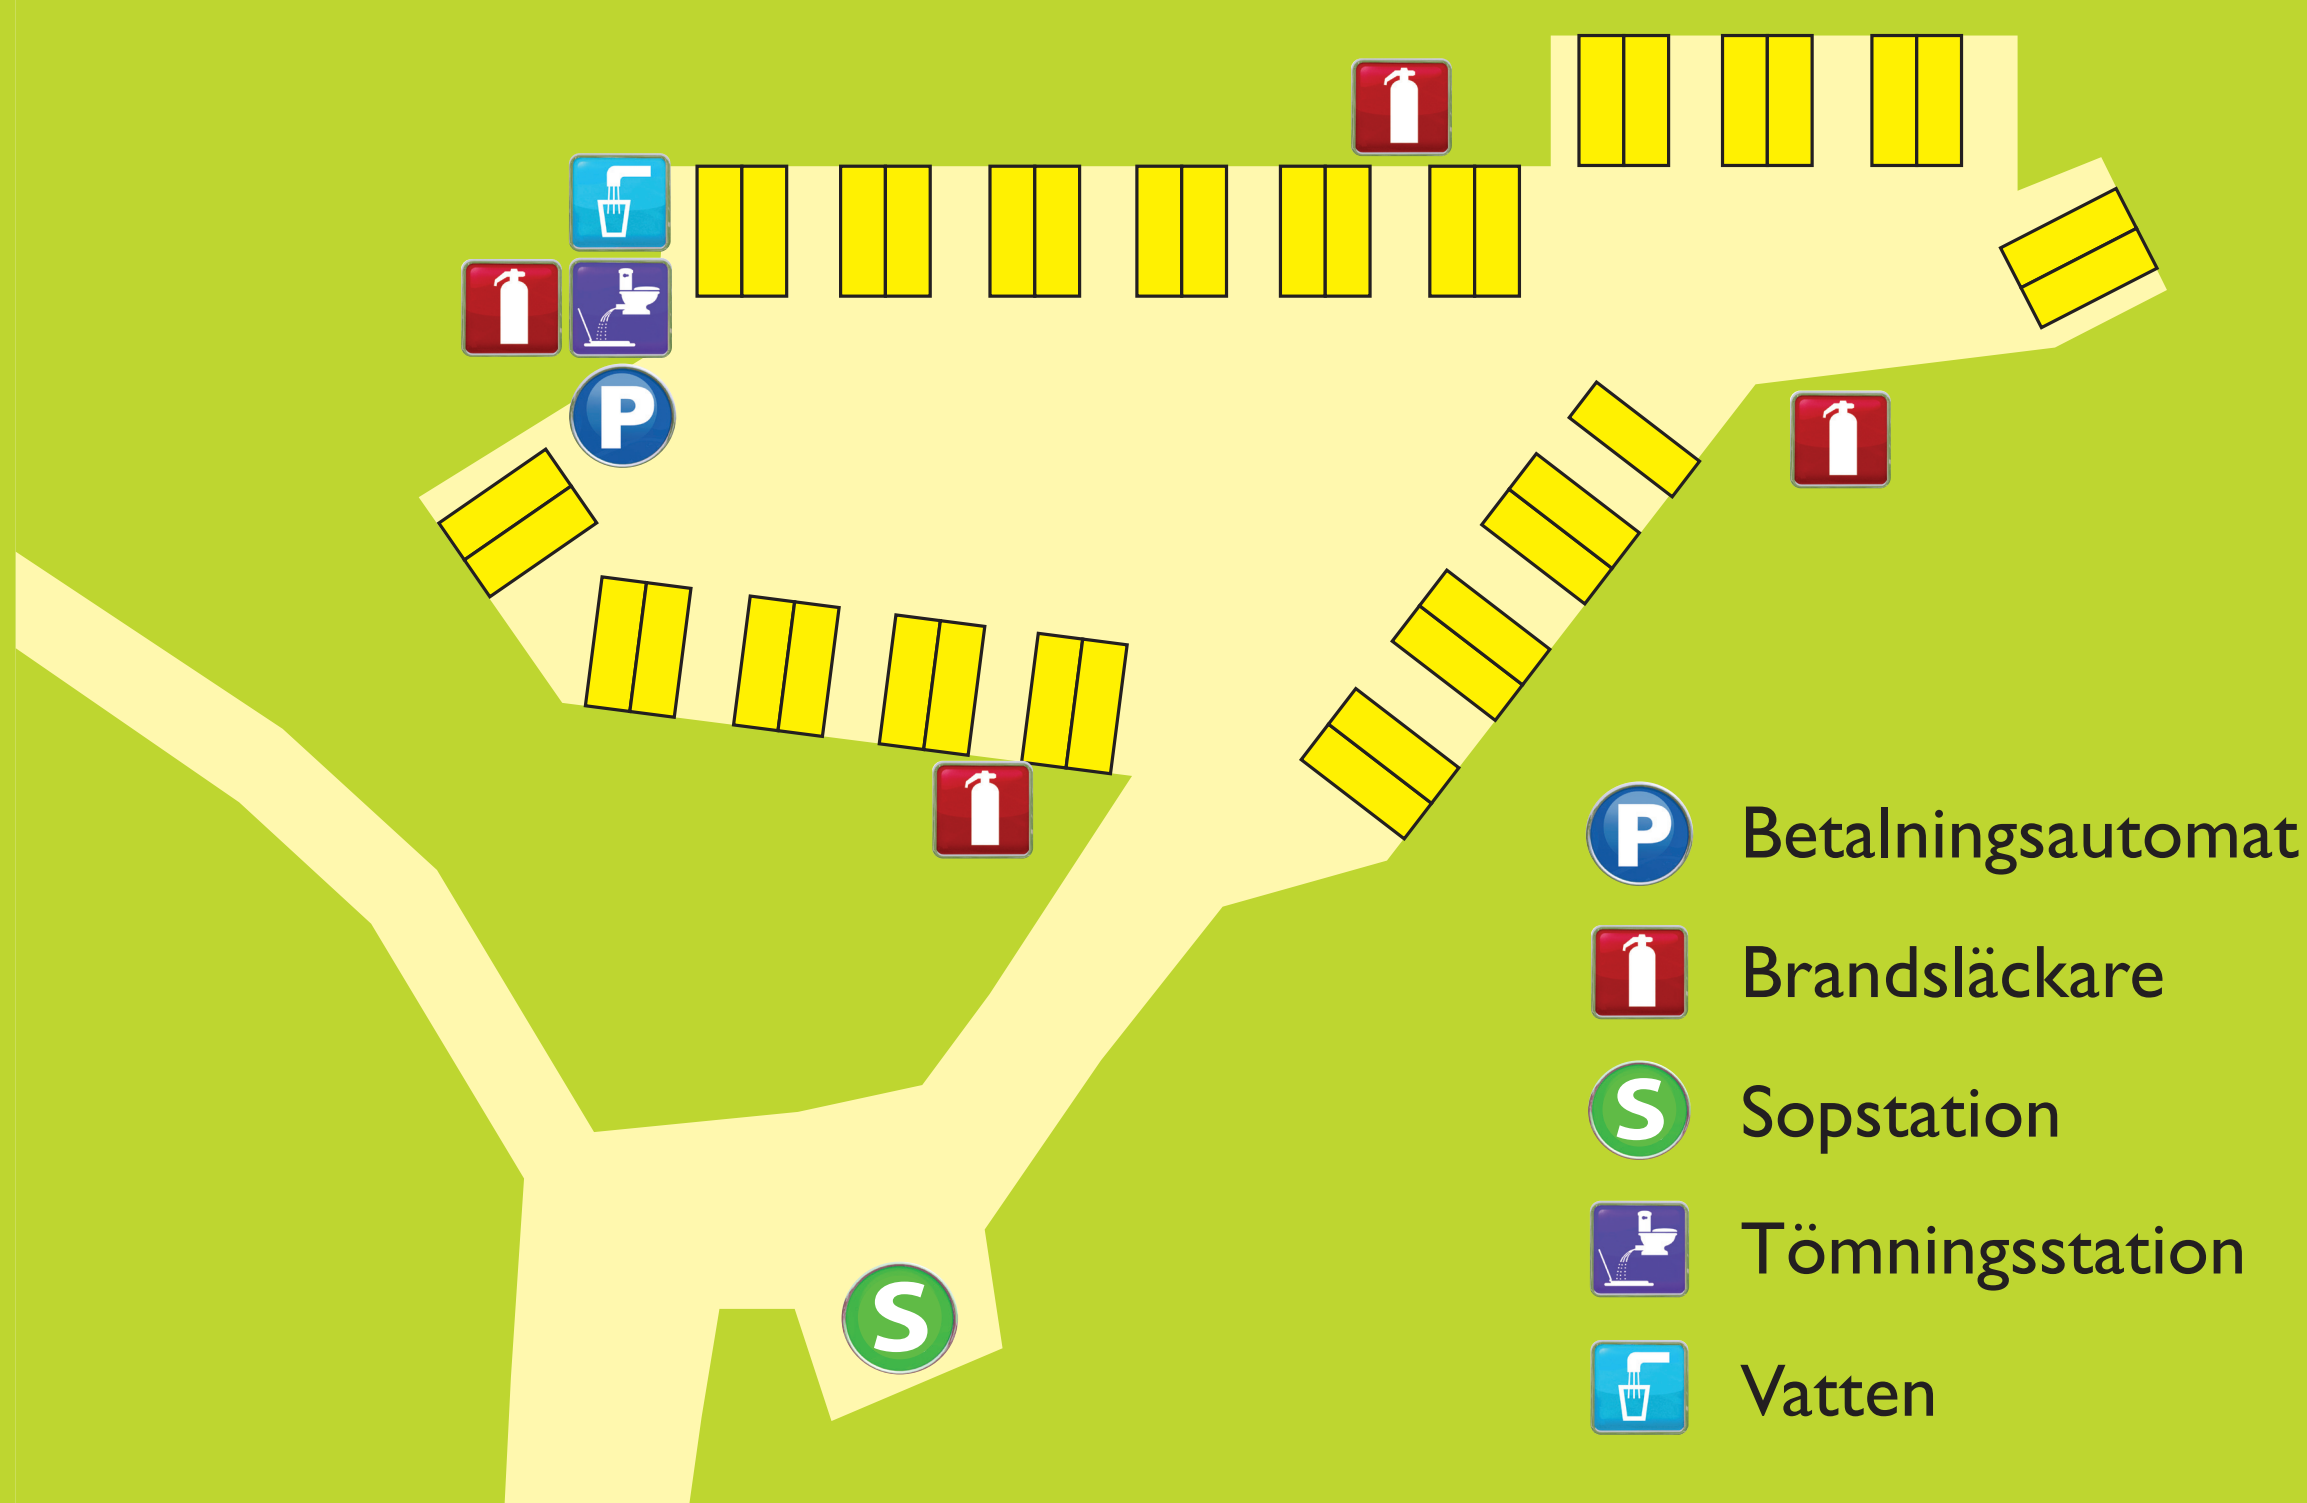 P
P Betalningsautomat
Brandsläckare
S Sopstation
Tömningsstation
S
Vatten